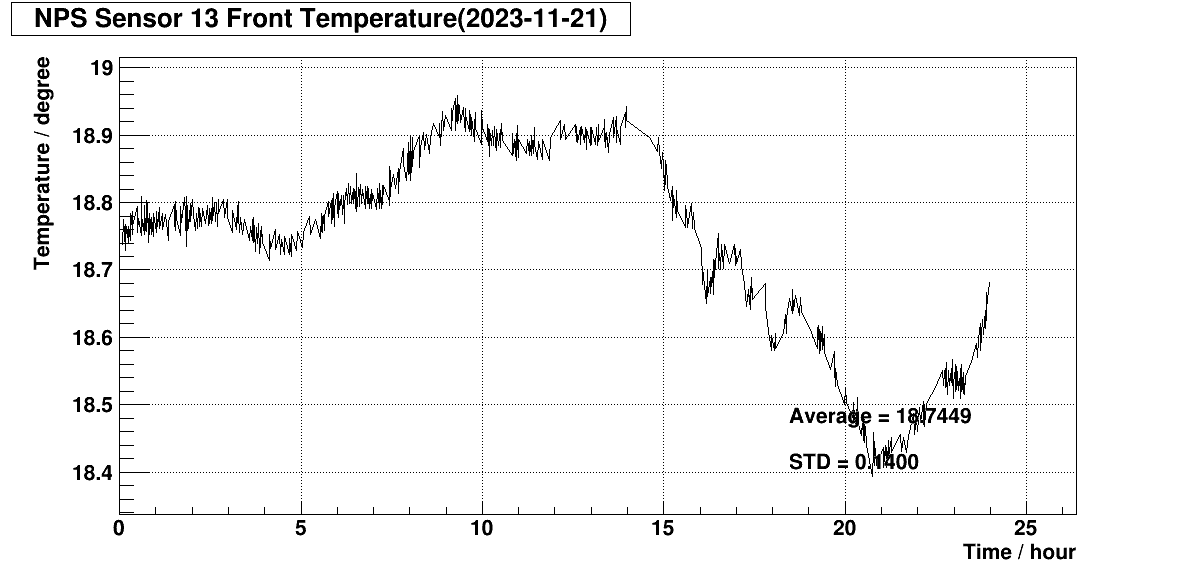 NPS Sensor 13 Front Temperature(2023-11-21)
Temperature / degree
19
18.9
18.8
18.7
18.6
18.5
18.4
Average = 18.7449
STD = 0.1400
0 5 10 15 20 25
Time / hour